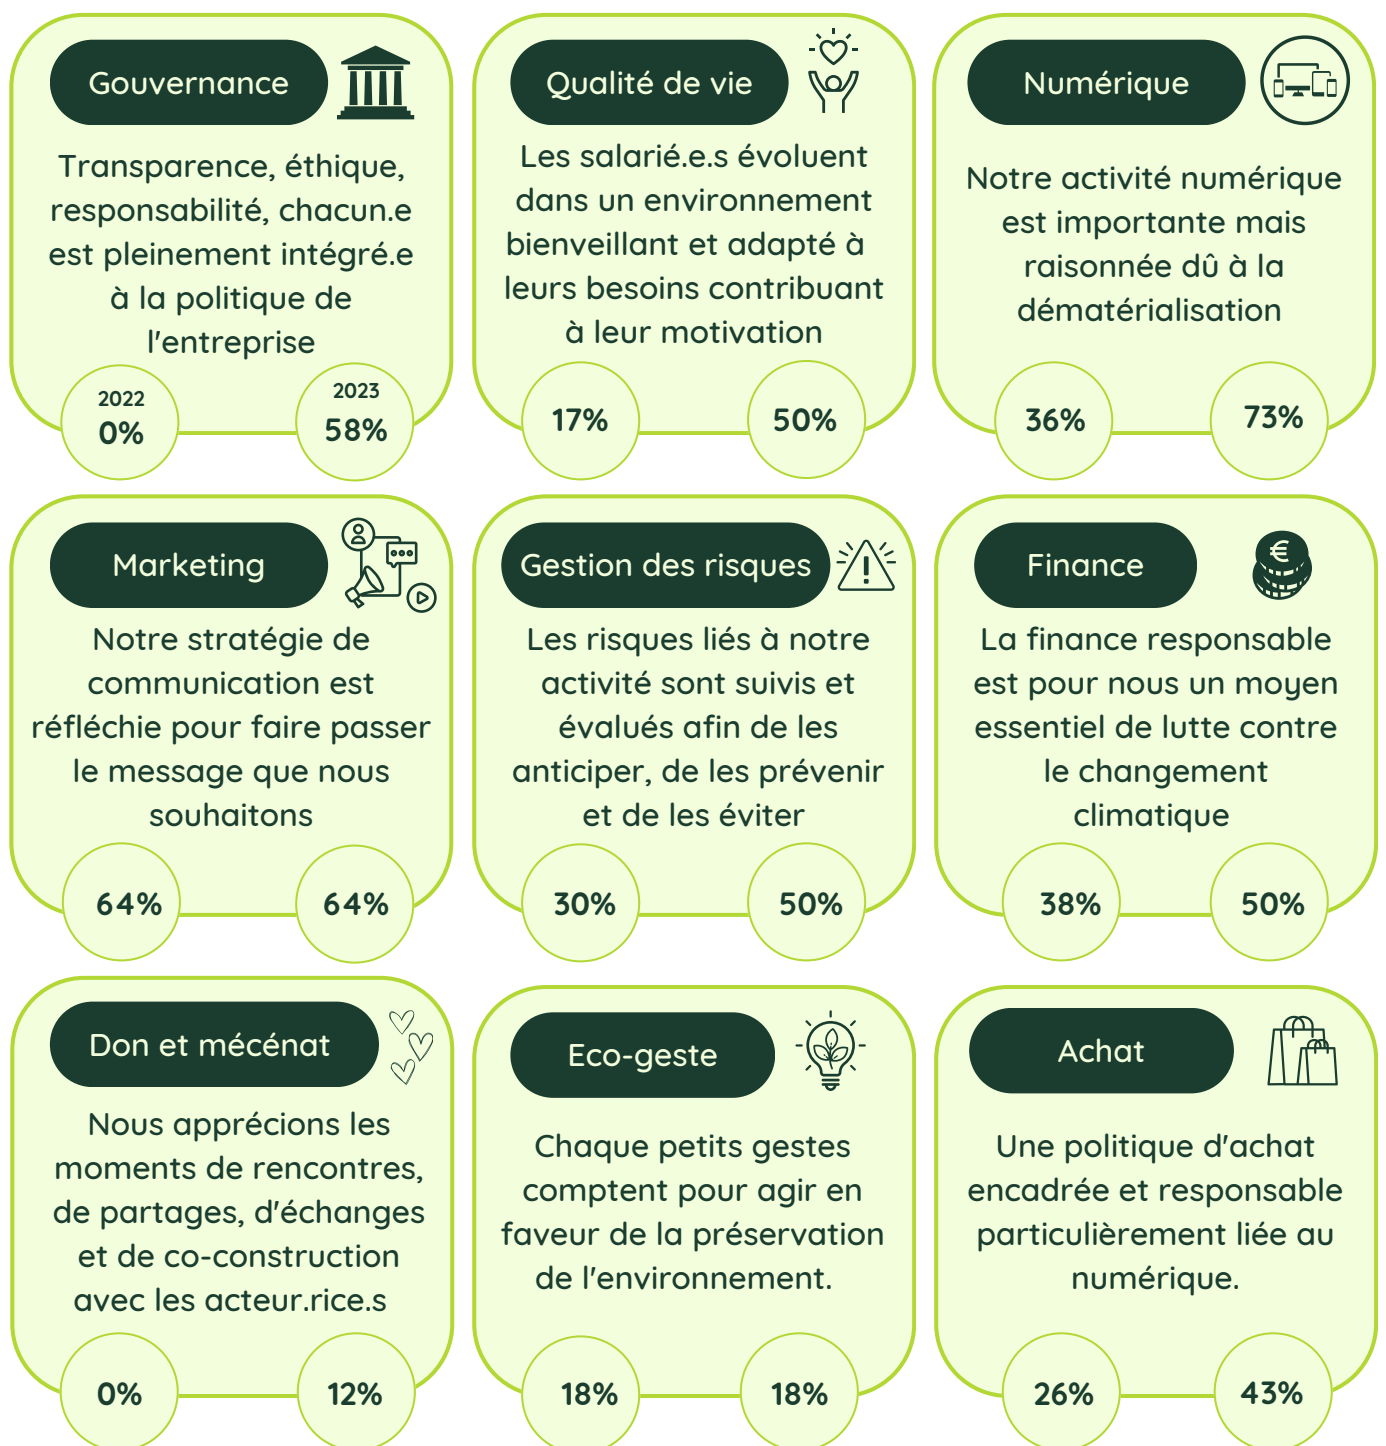 Gouvernance
Transparence, éthique,
responsabilité, chacun.e
est pleinement intégré.e
à la politique de
l'entreprise
2022
0%
2023
58%
Qualité de vie
Les salarié.e.s évoluent
dans un environnement
bienveillant et adapté à
leurs besoins contribuant
à leur motivation
17%
50%
Numérique
Notre activité numérique
est importante mais
raisonnée dû à la
dématérialisation
36%
73%
Marketing
Notre stratégie de
communication est
réfléchie pour faire passer
le message que nous
souhaitons
64%
64%
Gestion des risques
Les risques liés à notre
activité sont suivis et
évalués afin de les
anticiper, de les prévenir
et de les éviter
30%
50%
Finance
€
La finance responsable
est pour nous un moyen
essentiel de lutte contre
le changement
climatique
38%
50%
Don et mécénat
Nous apprécions les
moments de rencontres,
de partages, d'échanges
et de co-construction
avec les acteur.rice.s
0%
12%
Eco-geste
Chaque petits gestes
comptent pour agir en
faveur de la préservation
de l'environnement.
18%
18%
Achat
Une politique d'achat
encadrée et responsable
particulièrement liée au
numérique.
26%
43%